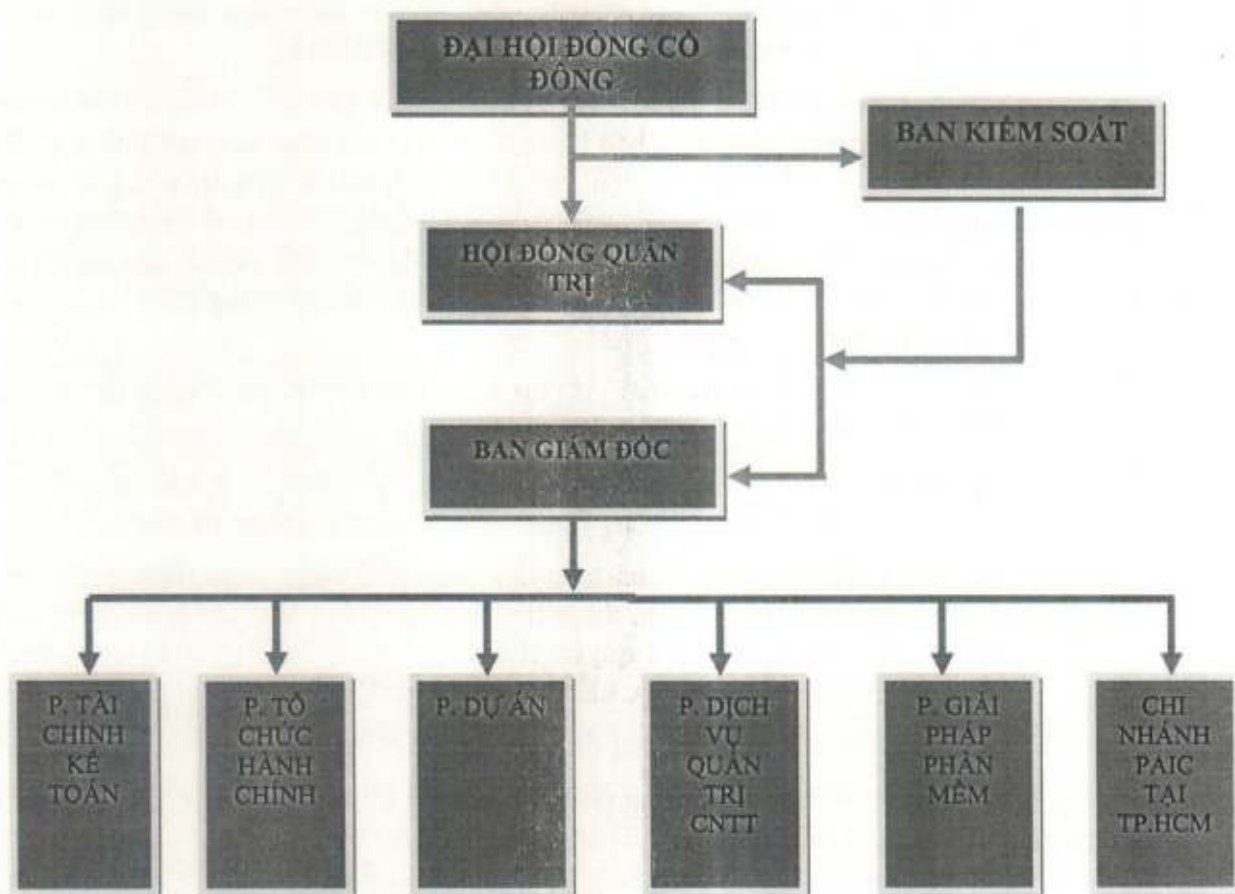 ĐẠI HỘI ĐỒNG CỔ
ĐÔNG
BAN KIỂM SOÁT
HỘI ĐỒNG QUẢN
TRỊ
BAN GIÁM ĐỐC
P. TÀI
CHÍNH
KẾ
TOÁN
P. TỔ
CHỨC
HÀNH
CHÍNH
P. DỰ ÁN
P. DỊCH
VỤ
QUẢN
TRỊ
CNTT
P. GIẢI
PHÁP
PHẦN
MỀM
CHI
NHÁNH
PAIC
TẠI
TP.HCM